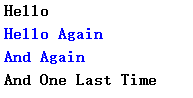 Hello
Hello Again
And Again
And One Last Time